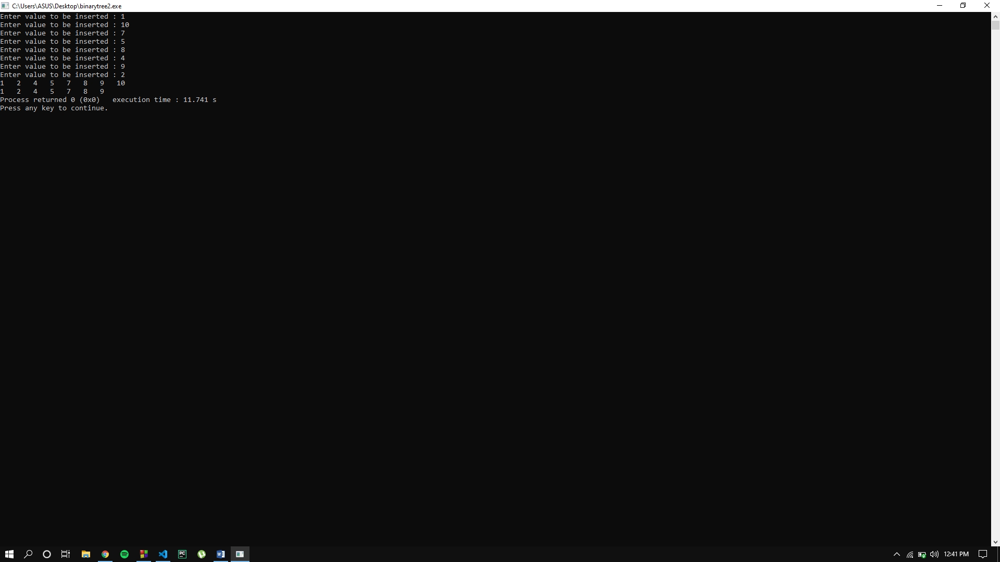 C:\Users\ASUS\Desktop\binarytree2.exe
Enter value to be inserted : 1
Enter value to be inserted : 10
Enter value to be inserted : 7
Enter value to be inserted : 5
Enter value to be inserted : 8
Enter value to be inserted : 4
Enter value to be inserted : 9
Enter value to be inserted : 2
1   2   4   5   7   8   9   10
1   2   4   5   7   8   9
Process returned 0 (0x0)   execution time : 11.741 s
Press any key to continue.
PC
W
12:41 PM